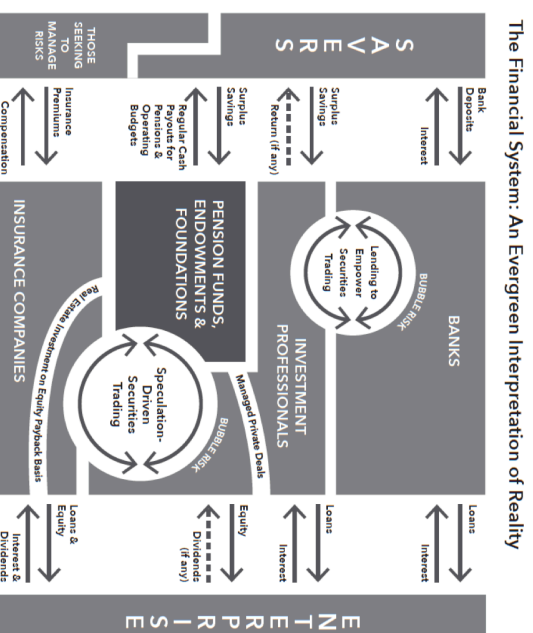 The Financial System: An Evergreen Interpretation of Reality
SAVERS
THOSE
SEEKING
TO
MANAGE
RISKS
Bank
Deposits
Interest
Surplus
Savings
Return (if any)
Surplus
Savings
Regular Cash
Payouts for
Pensions &
Operating
Budgets
Insurance
Premiums
Compensation
BANKS
BUBBLE RISK
Lending to
Empower
Securities
Trading
INVESTMENT
PROFESSIONALS
PENSION FUNDS,
ENDOWMENTS &
FOUNDATIONS
Managed Private Deals
BUBBLE RISK
Speculation-
Driven
Securities
Trading
Real Estate Investment on Equity Payback Basis
INSURANCE COMPANIES
Loans
Interest
Loans
Interest
Equity
Dividends
(if any)
Loans &
Equity
Interest &
Dividends
ENTERPRISE